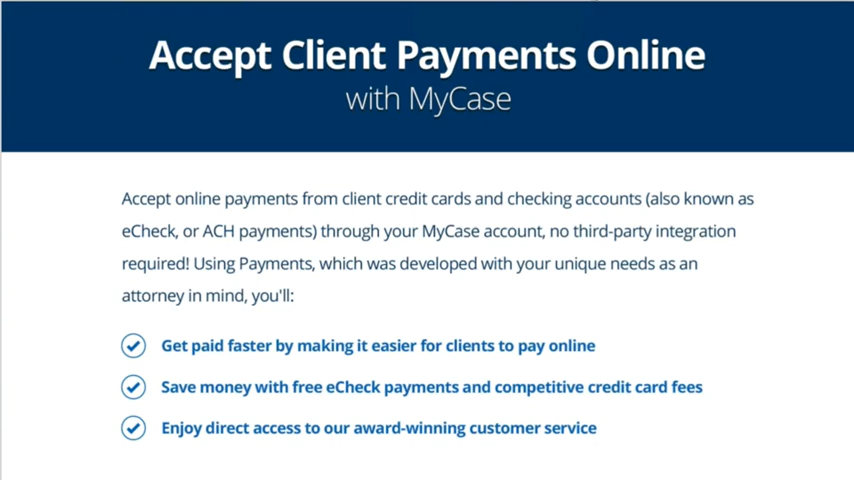 Accept Client Payments Online
with MyCase
Accept online payments from client credit cards and checking accounts (also known as
eCheck, or ACH payments) through your MyCase account, no third-party integration
required! Using Payments, which was developed with your unique needs as an
attorney in mind, you'll:
Get paid faster by making it easier for clients to pay online
Save money with free eCheck payments and competitive credit card fees
Enjoy direct access to our award-winning customer service